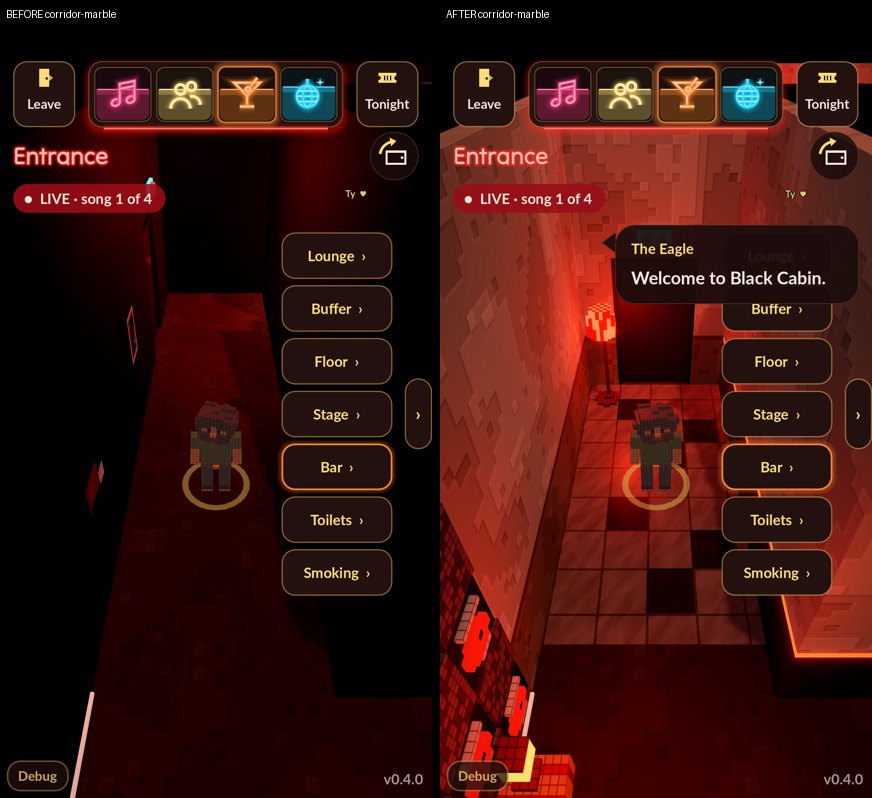 BEFORE corridor-marble
Leave
Tonight
Entrance
LIVE · song 1 of 4
Ty ♥
Lounge ›
Buffer ›
Floor ›
Stage ›
›
Bar ›
Toilets ›
Smoking ›
Debug
v0.4.0
AFTER corridor-marble
Leave
Tonight
Entrance
LIVE · song 1 of 4
Ty ♥
The Eagle
Welcome to Black Cabin.
Lounge ›
Buffer ›
Floor ›
Stage ›
›
Bar ›
Toilets ›
Smoking ›
Debug
v0.4.0